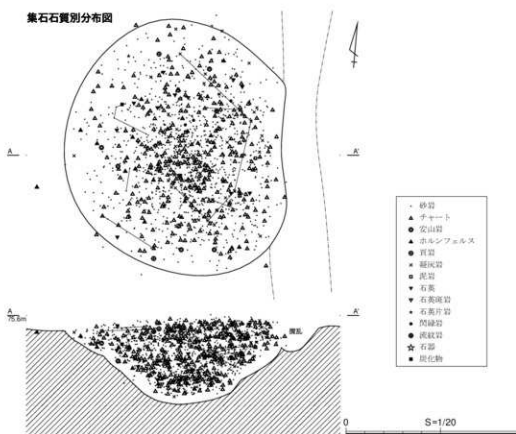 集石石質別分布図
A
A'
A
75.6m
A'
攪乱
砂岩
チャート
安山岩
ホルンフェルス
頁岩
凝灰岩
泥岩
石英
石英斑岩
石英片岩
閃緑岩
流紋岩
石器
炭化物
0
S=1/20